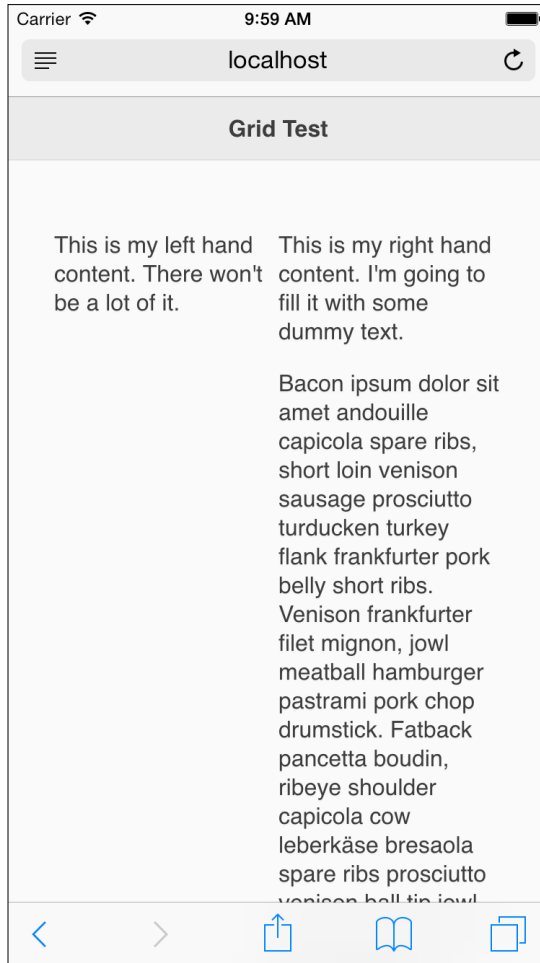 Carrier 9:59 AM
localhost
Grid Test
This is my left hand
content. There won't
be a lot of it.
This is my right hand
content. I'm going to
fill it with some
dummy text.
Bacon ipsum dolor sit
amet andouille
capicola spare ribs,
short loin venison
sausage prosciutto
turducken turkey
flank frankfurter pork
belly short ribs.
Venison frankfurter
filet mignon, jowl
meatball hamburger
pastrami pork chop
drumstick. Fatback
pancetta boudin,
ribeye shoulder
capicola cow
leberkäse bresaola
spare ribs prosciutto
venison ball tip jowl